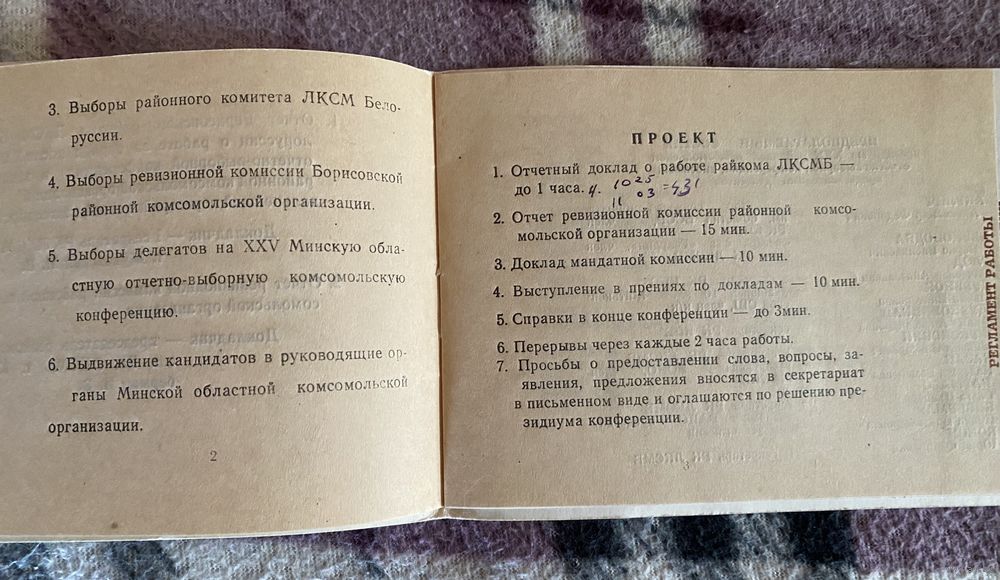 3. Выборы районного комитета ЛКСМ Бело-
руссии.
4. Выборы ревизионной комиссии Борисовской
районной комсомольской организации.
5. Выборы делегатов на XXV Минскую обла-
стную отчетно-выборную комсомольскую
конференцию.
6. Выдвижение кандидатов в руководящие ор-
ганы Минской областной комсомольской
организации.
2
ПРОЕКТ
1. Отчетный доклад о работе райкома ЛКСМБ —
до 1 часа. ч. 1025 = 431
11 03
2. Отчет ревизионной комиссии районной комсо-
мольской организации — 15 мин.
3. Доклад мандатной комиссии — 10 мин.
4. Выступление в прениях по докладам — 10 мин.
5. Справки в конце конференции — до 3мин.
6. Перерывы через каждые 2 часа работы.
7. Просьбы о предоставлении слова, вопросы, за-
явления, предложения вносятся в секретариат
в письменном виде и оглашаются по решению пре-
зидиума конференции.
3
РЕГЛАМЕНТ РАБОТЫ